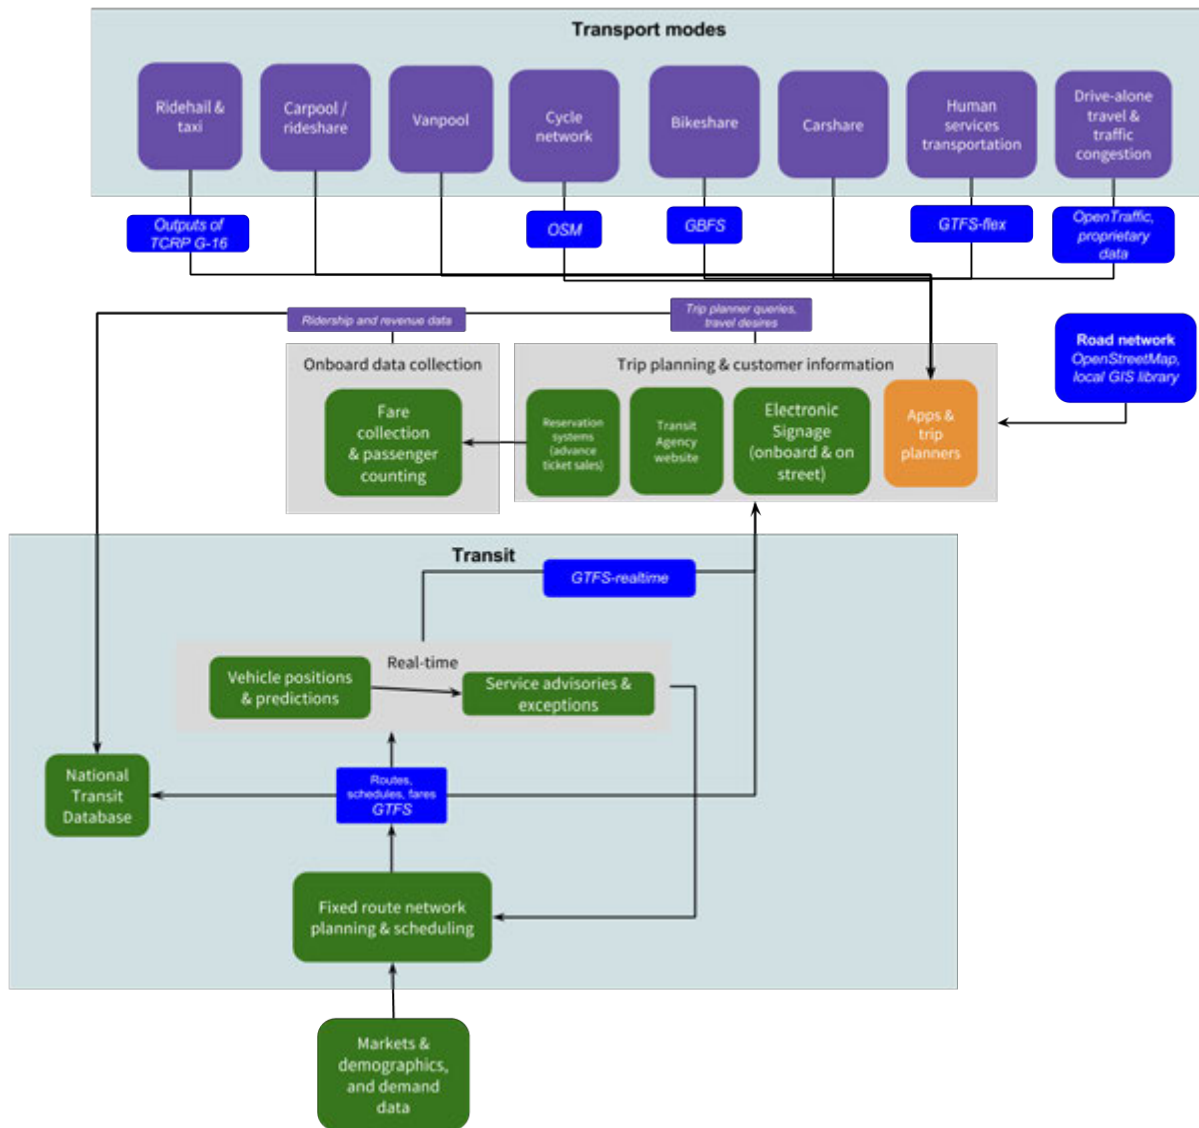 Transport modes
Ridehail &
taxi
Carpool /
rideshare
Vanpool
Cycle
network
Bikeshare
Carshare
Human
services
transportation
Drive-alone
travel &
traffic
congestion
Outputs of
TCRP G-16
OSM
GBFS
GTFS-flex
OpenTraffic,
proprietary
data
Ridership and revenue data
Trip planner queries,
travel desires
Road network
OpenStreetMap,
local GIS library
Onboard data collection
Fare
collection
& passenger
counting
Trip planning & customer information
Reservation
systems
(advance
ticket sales)
Transit
Agency
website
Electronic
Signage
(onboard & on
street)
Apps &
trip
planners
Transit
GTFS-realtime
Real-time
Vehicle positions
& predictions
Service advisories &
exceptions
National
Transit
Database
Routes,
schedules, fares
GTFS
Fixed route network
planning & scheduling
Markets &
demographics,
and demand
data